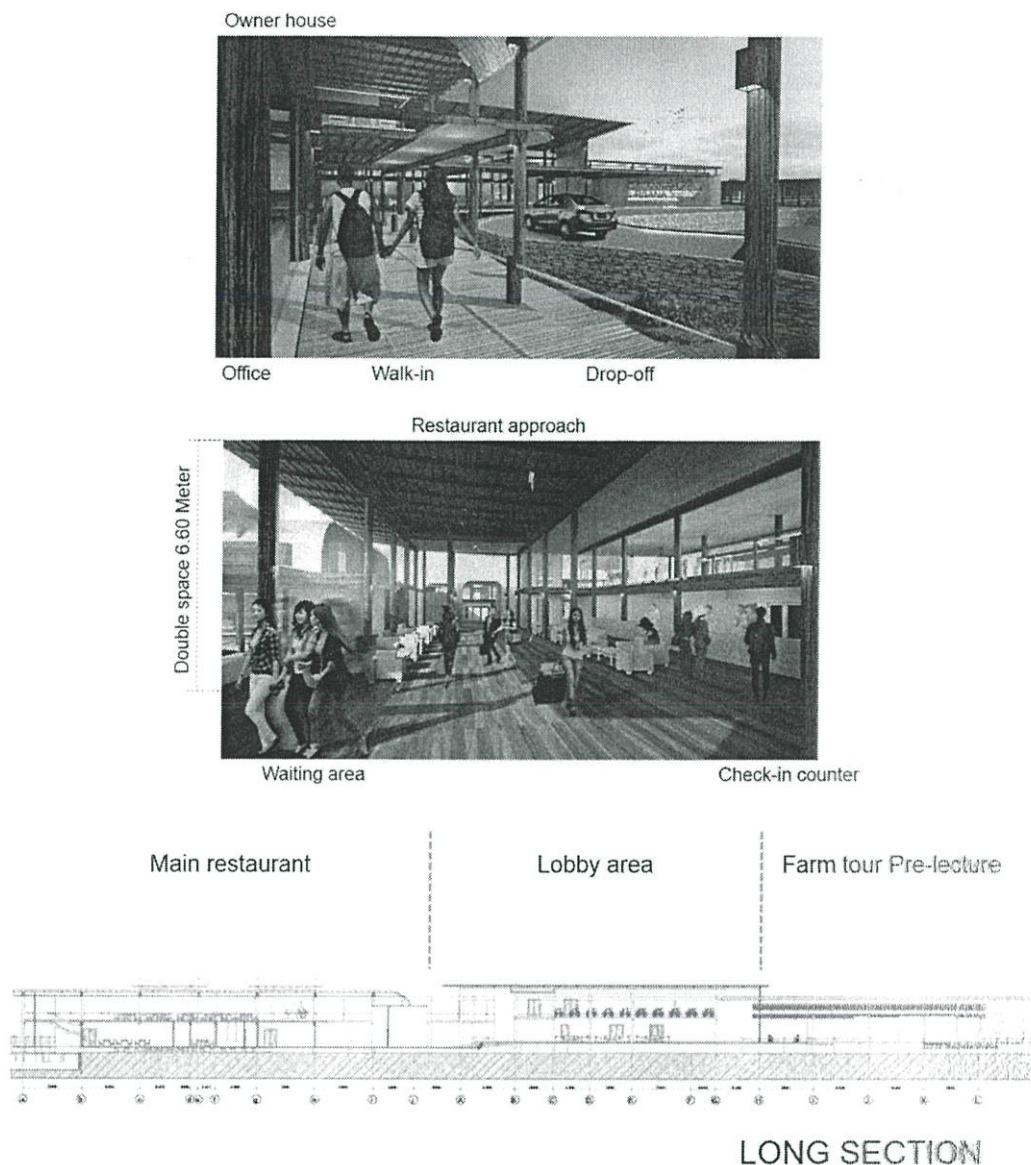 Owner house
Office Walk-in Drop-off
Restaurant approach
Double space 6.60 Meter
Waiting area Check-in counter
Main restaurant Lobby area Farm tour Pre-lecture
LONG SECTION